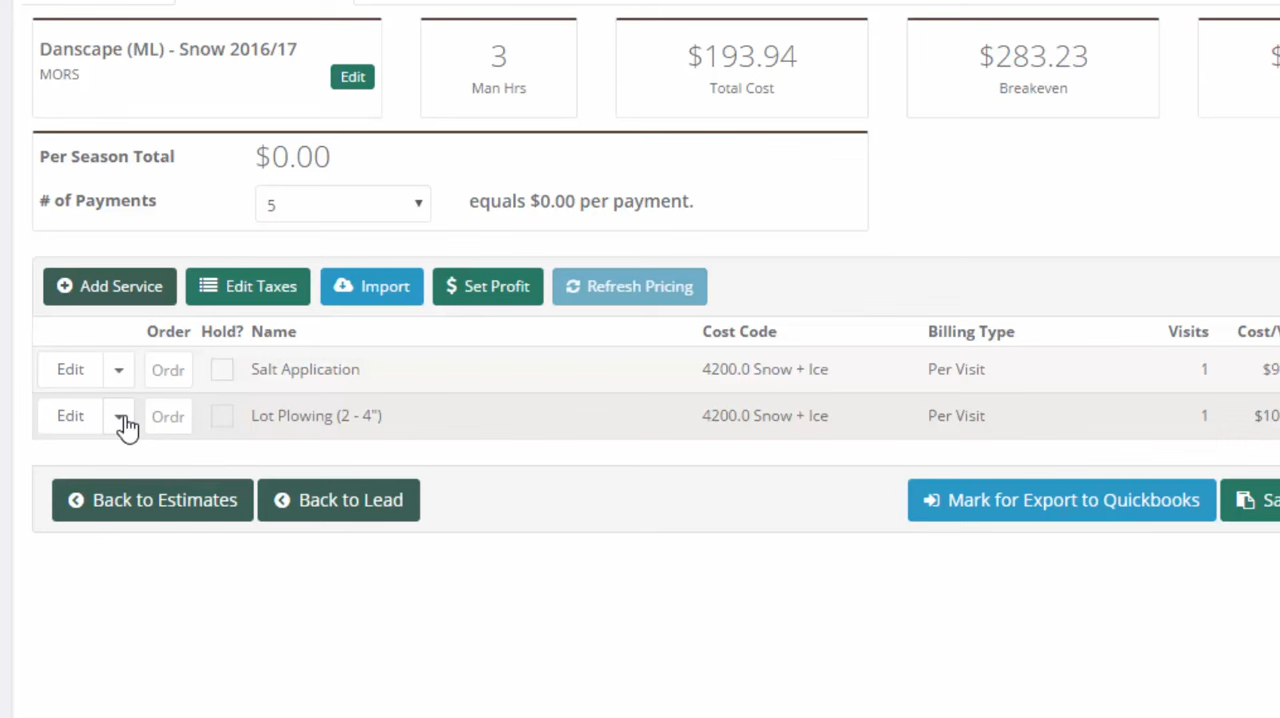 Danscape (ML) - Snow 2016/17
MORS
Edit
3
Man Hrs
$193.94
Total Cost
$283.23
Breakeven
Per Season Total $0.00
# of Payments 5 equals $0.00 per payment.
Add Service Edit Taxes Import $ Set Profit Refresh Pricing
Order Hold? Name Cost Code Billing Type Visits
Edit Ordr Salt Application 4200.0 Snow + Ice Per Visit 1
Edit Ordr Lot Plowing (2 - 4") 4200.0 Snow + Ice Per Visit 1
Back to Estimates Back to Lead Mark for Export to Quickbooks